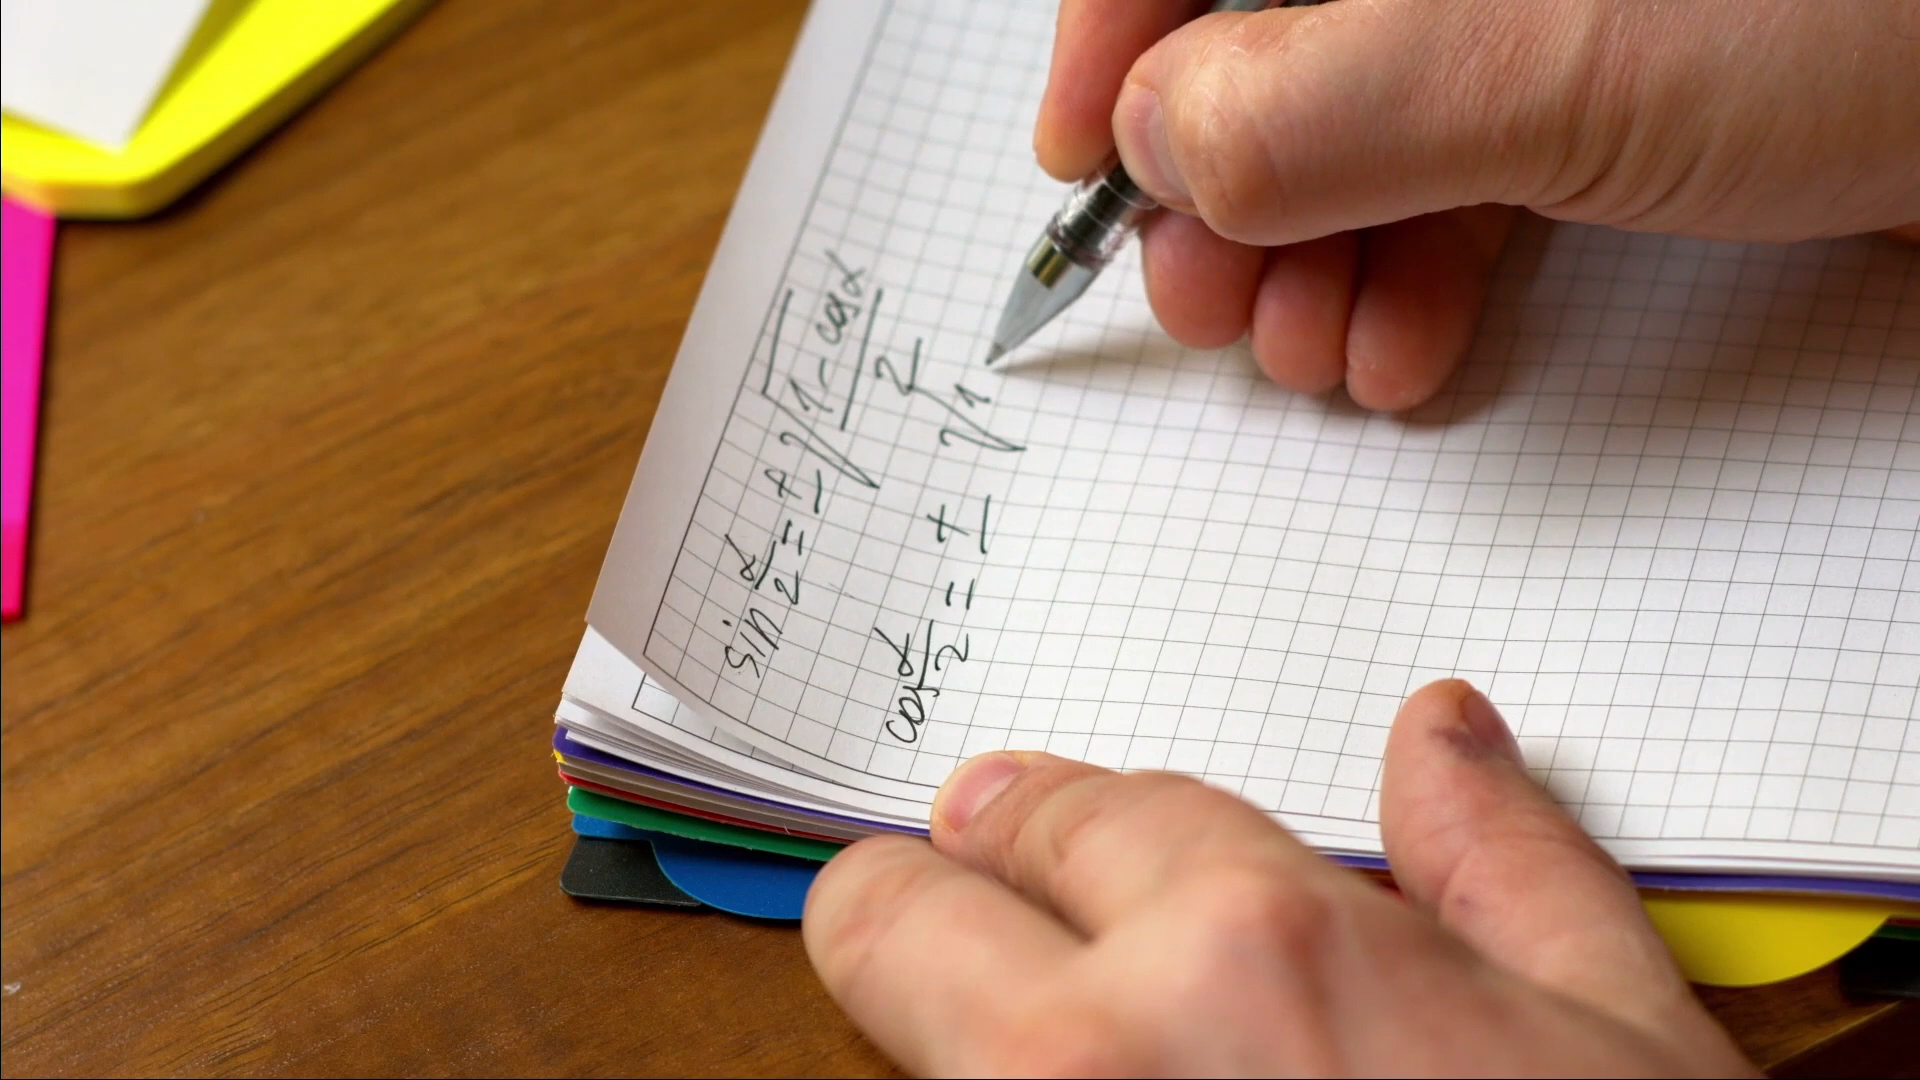 sin α/2 = ± √((1 - cos α)/2)
cos α/2 = ± √1